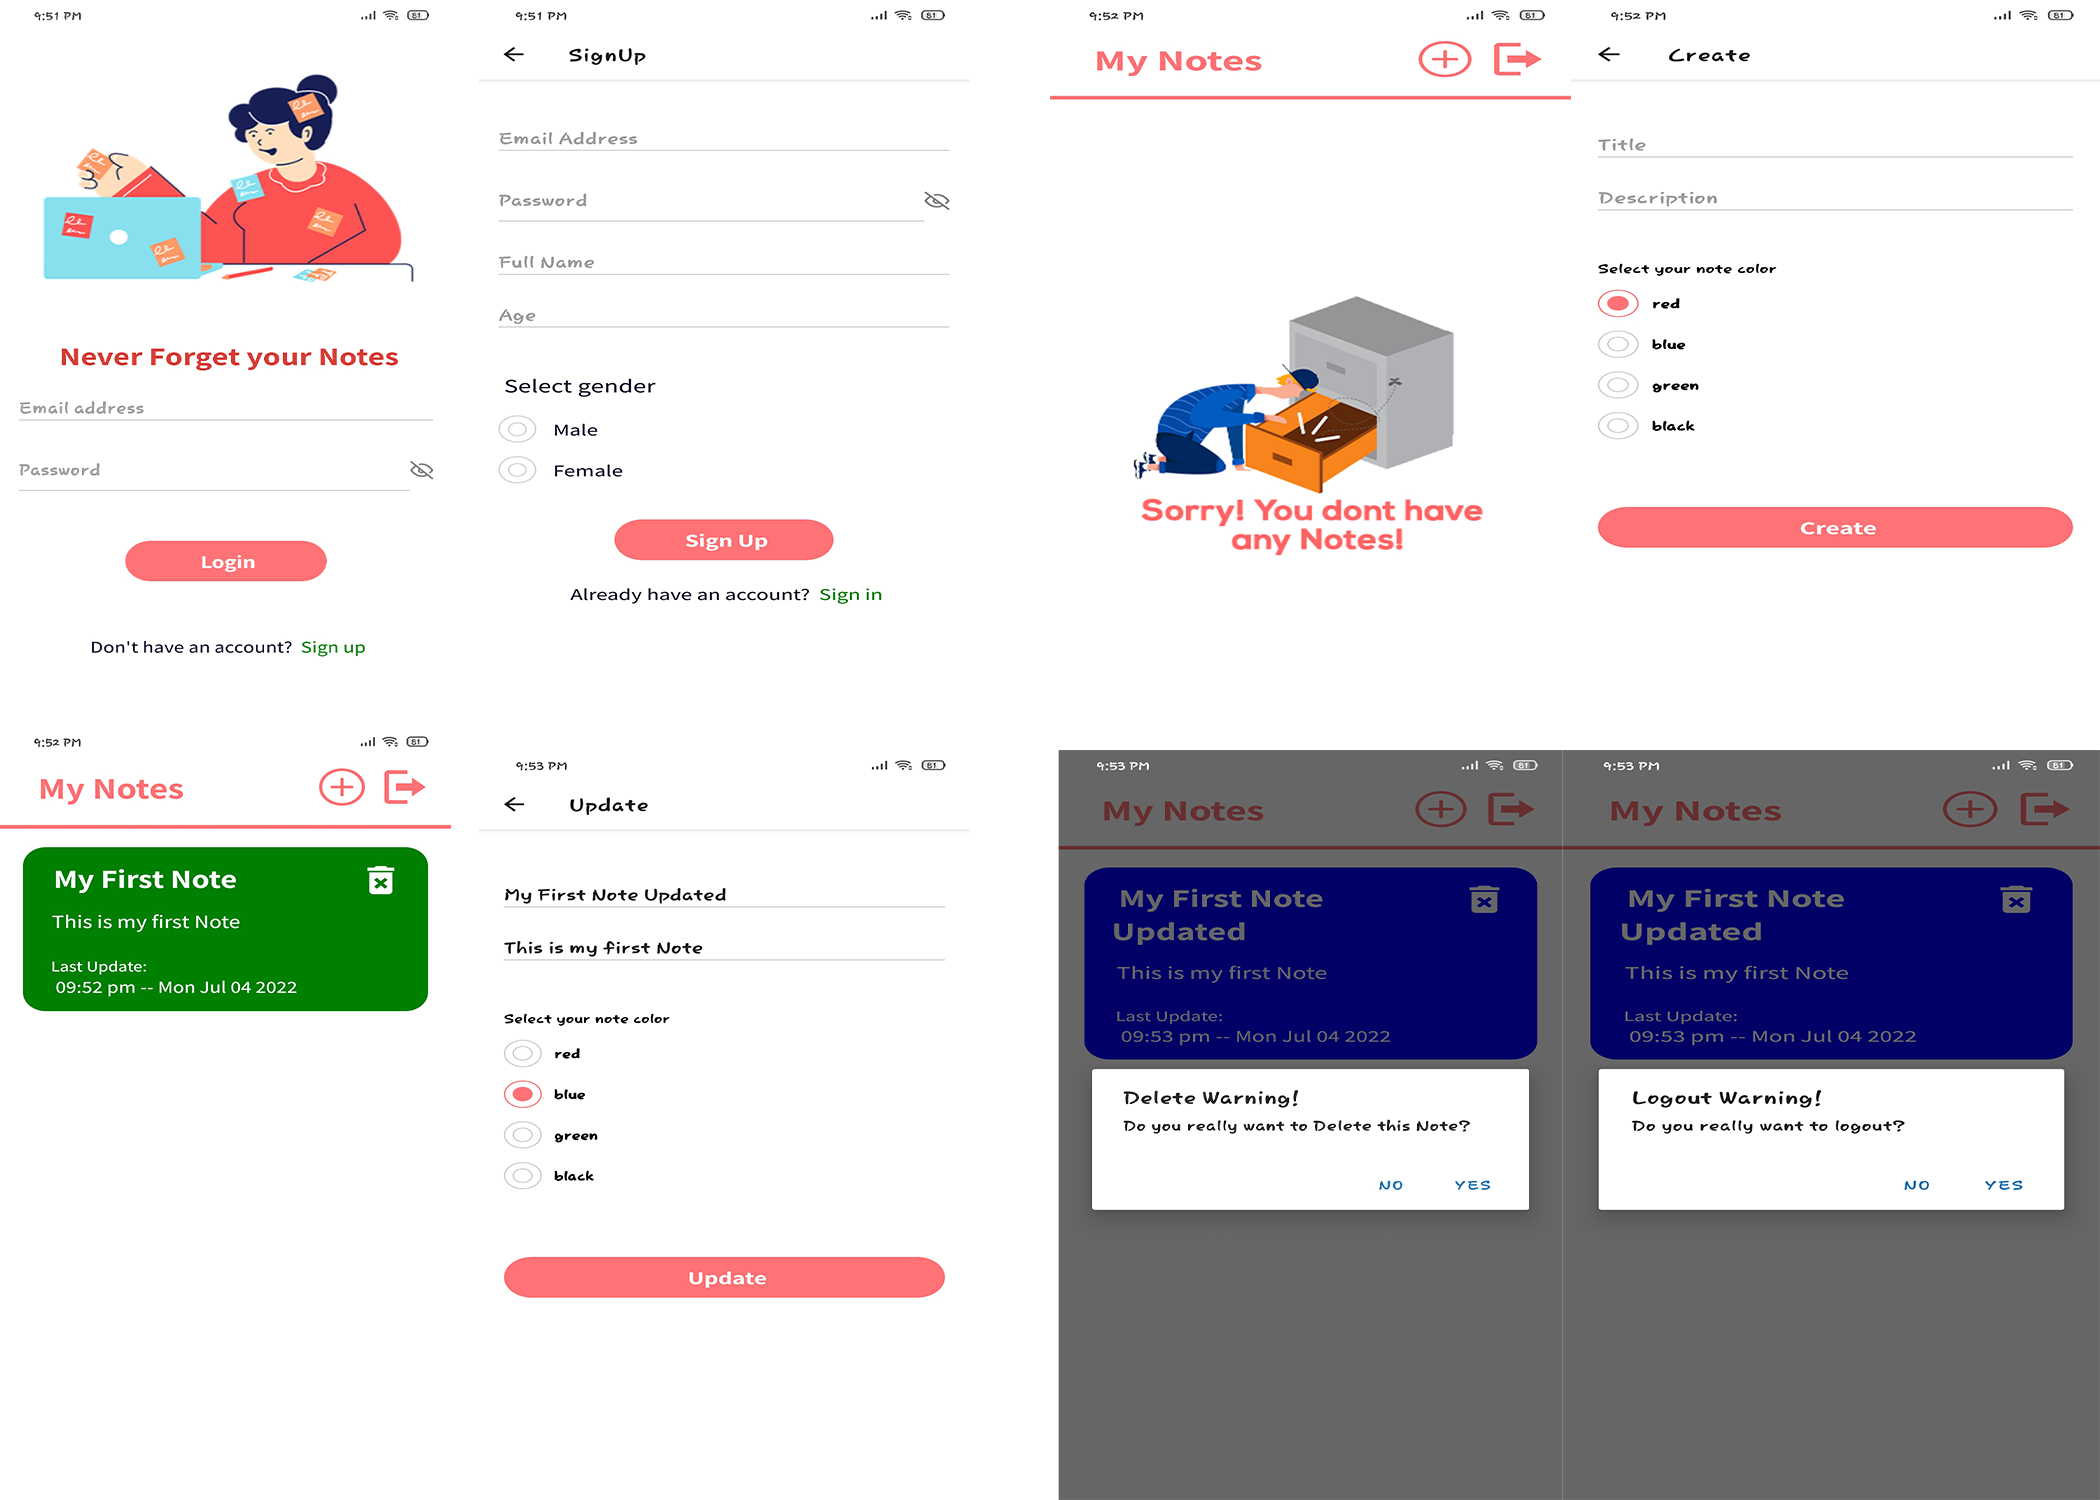 9:51 PM
81
Never Forget your Notes
Email address
Password
Login
Don't have an account? Sign up
9:51 PM
81
SignUp
Email Address
Password
Full Name
Age
Select gender
Male
Female
Sign Up
Already have an account? Sign in
9:52 PM
81
My Notes
Sorry! You dont have
any Notes!
9:52 PM
81
Create
Title
Description
Select your note color
red
blue
green
black
Create
9:52 PM
81
My Notes
My First Note
This is my first Note
Last Update:
09:52 pm -- Mon Jul 04 2022
9:53 PM
81
Update
My First Note Updated
This is my first Note
Select your note color
red
blue
green
black
Update
9:53 PM
81
My Notes
My First Note
Updated
This is my first Note
Last Update:
09:53 pm -- Mon Jul 04 2022
Delete Warning!
Do you really want to Delete this Note?
NO YES
9:53 PM
81
My Notes
My First Note
Updated
This is my first Note
Last Update:
09:53 pm -- Mon Jul 04 2022
Logout Warning!
Do you really want to logout?
NO YES